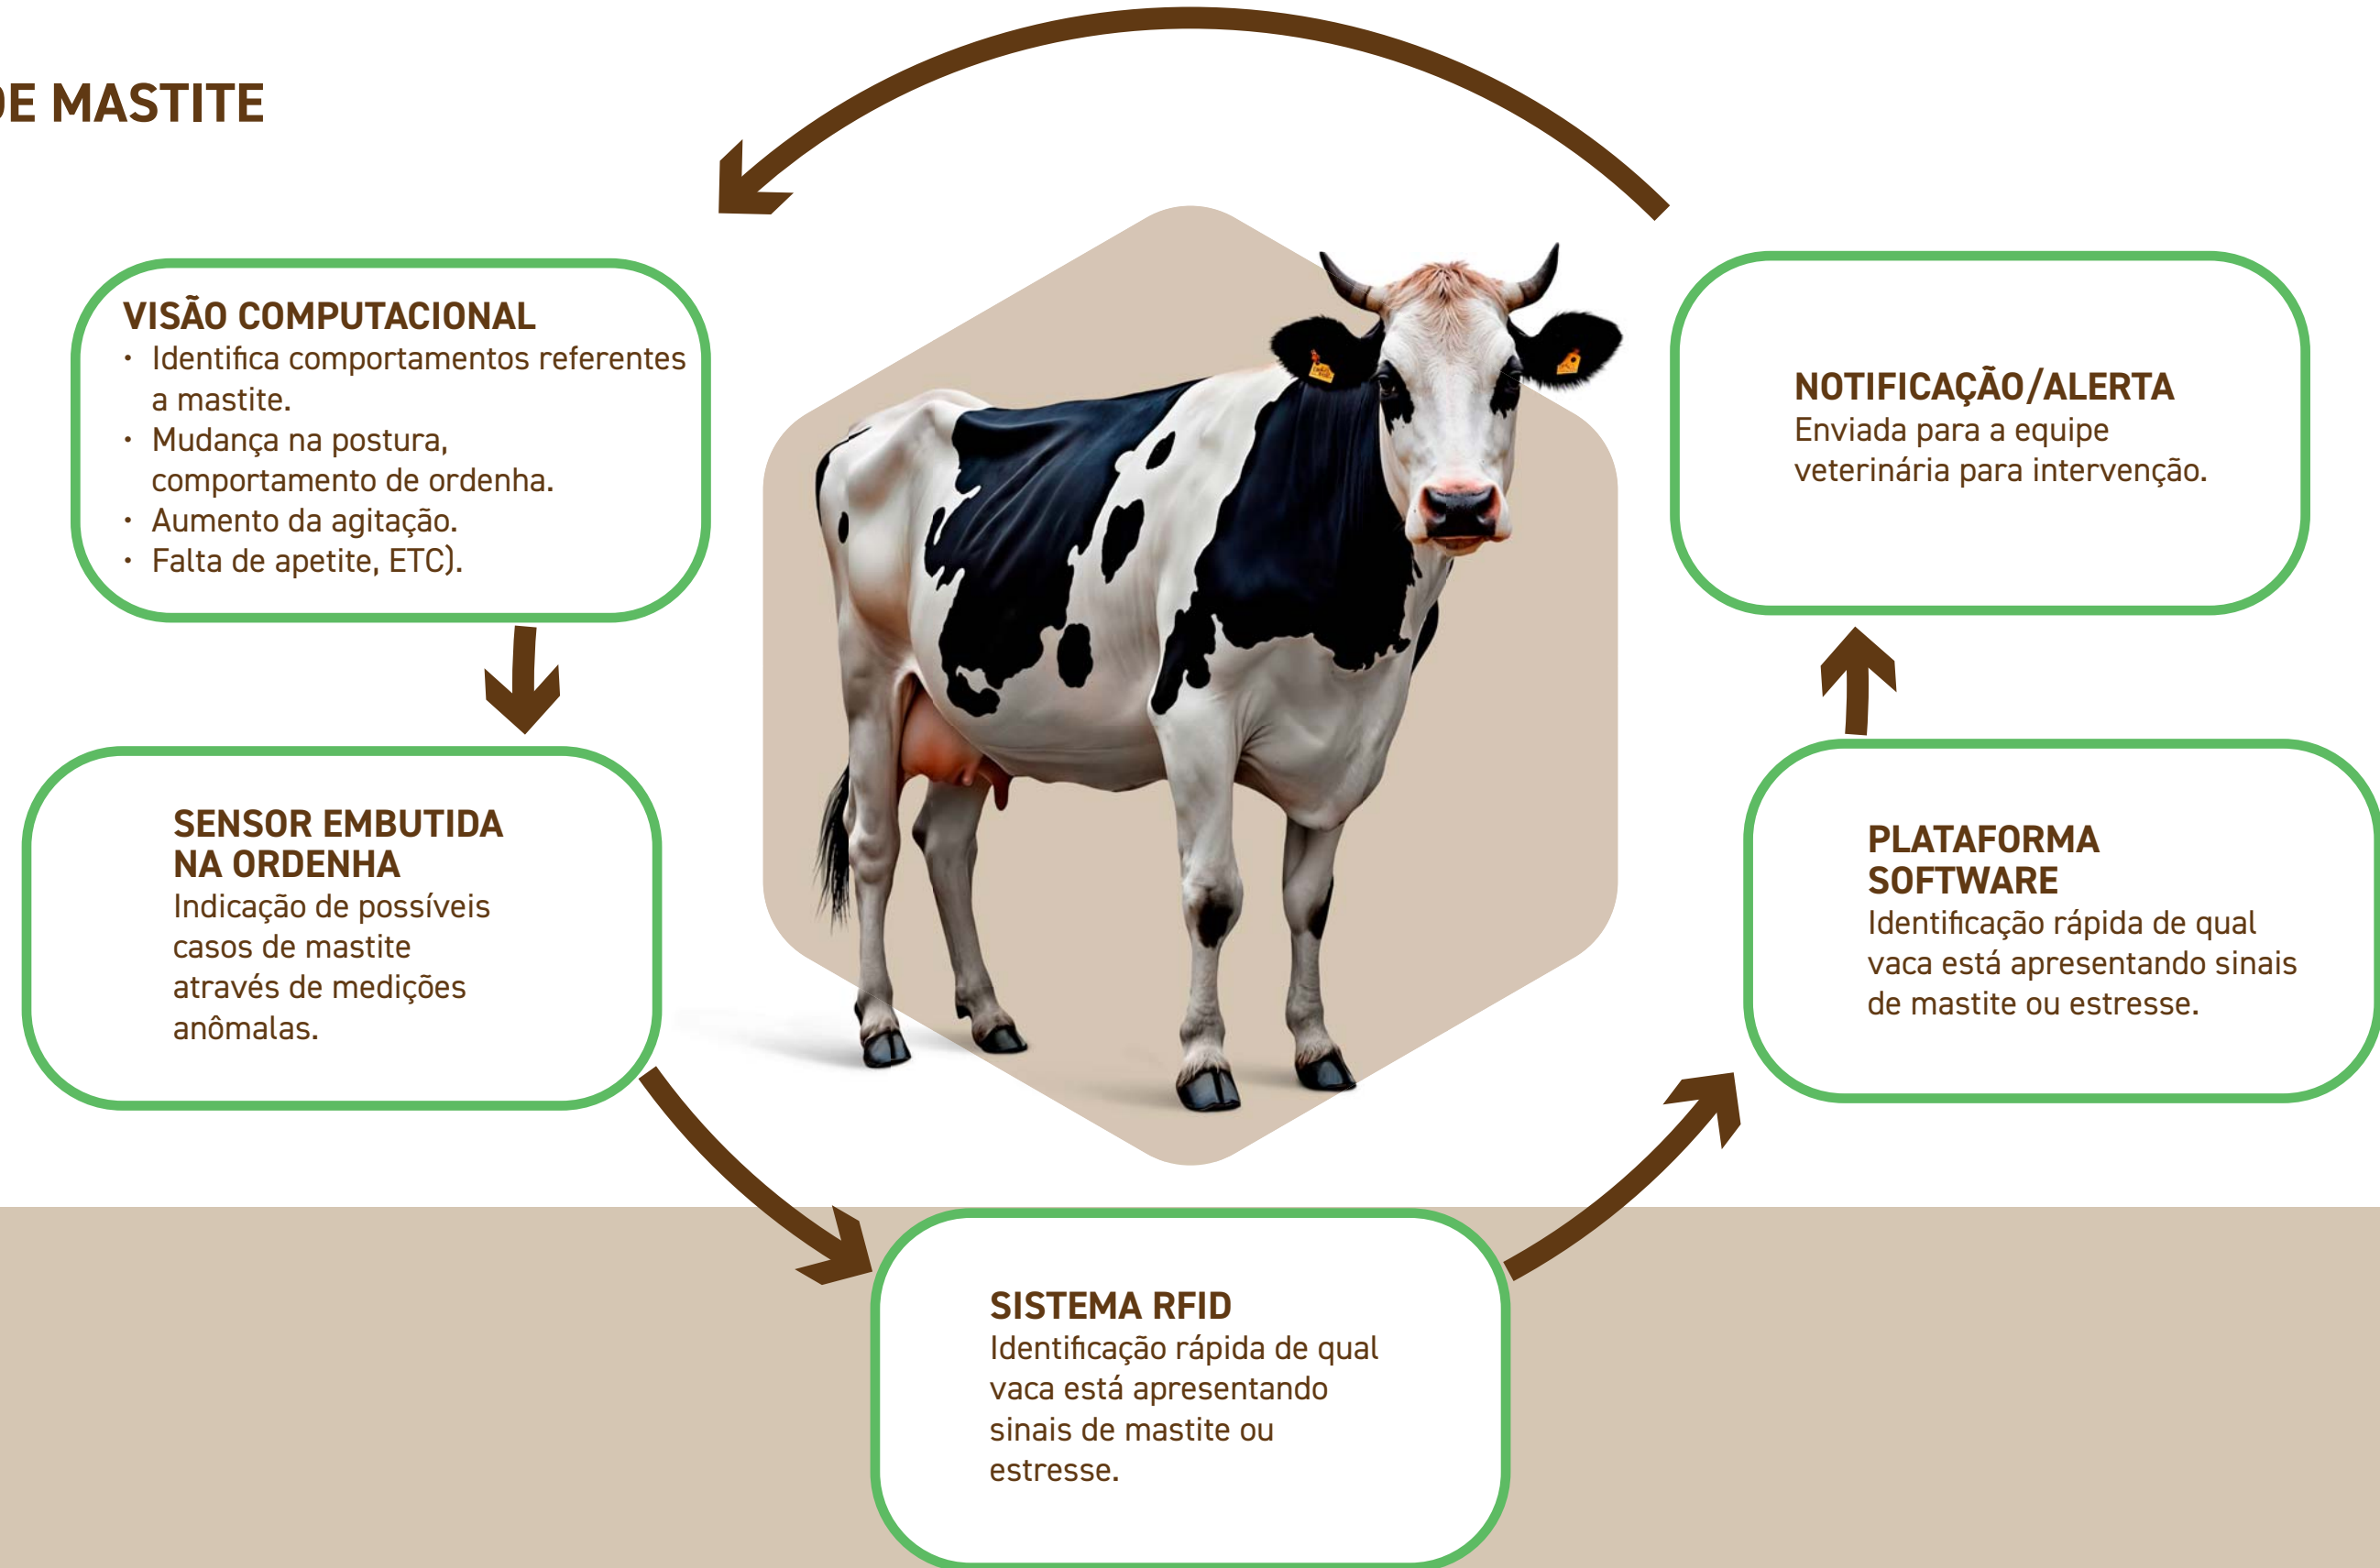 DE MASTITE
VISÃO COMPUTACIONAL
· Identifica comportamentos referentes
a mastite.
· Mudança na postura,
comportamento de ordenha.
· Aumento da agitação.
· Falta de apetite, ETC).
NOTIFICAÇÃO/ALERTA
Enviada para a equipe
veterinária para intervenção.
SENSOR EMBUTIDA
NA ORDENHA
Indicação de possíveis
casos de mastite
através de medições
anômalas.
PLATAFORMA
SOFTWARE
Identificação rápida de qual
vaca está apresentando sinais
de mastite ou estresse.
SISTEMA RFID
Identificação rápida de qual
vaca está apresentando
sinais de mastite ou
estresse.